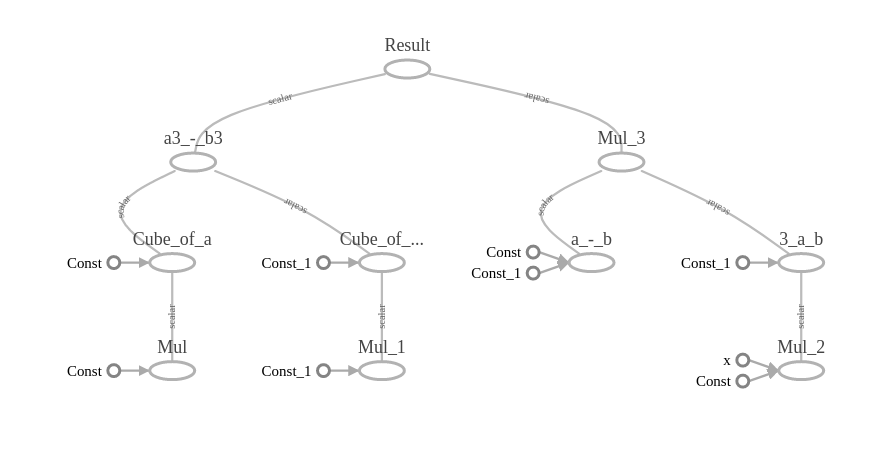 Result
scalar
scalar
a3_-_b3
Mul_3
scalar
scalar
scalar
scalar
Cube_of_a
Cube_of_...
a_-_b
3_a_b
Const
Const_1
Const
Const_1
Const_1
scalar
scalar
scalar
Mul
Mul_1
Mul_2
Const
Const_1
x
Const